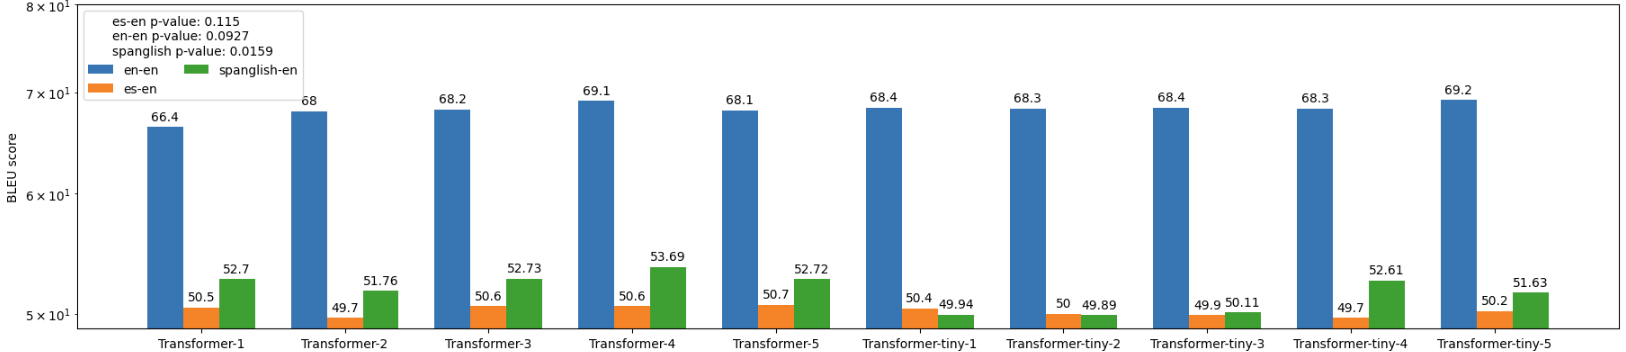 8 × 10¹
es-en p-value: 0.115
en-en p-value: 0.0927
spanglish p-value: 0.0159
en-en
spanglish-en
es-en
7 × 10¹
6 × 10¹
5 × 10¹
BLEU score
66.4
50.5
52.7
68
49.7
51.76
68.2
50.6
52.73
69.1
50.6
53.69
68.1
50.7
52.72
68.4
50.4
49.94
68.3
50
49.89
68.4
49.9
50.11
68.3
49.7
52.61
69.2
50.2
51.63
Transformer-1
Transformer-2
Transformer-3
Transformer-4
Transformer-5
Transformer-tiny-1
Transformer-tiny-2
Transformer-tiny-3
Transformer-tiny-4
Transformer-tiny-5